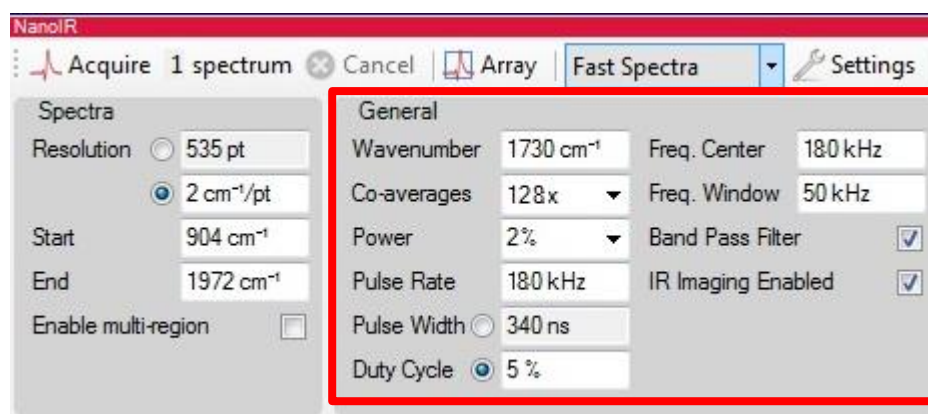 NanoIR
Acquire 1 spectrum Cancel Array Fast Spectra Settings
Spectra
Resolution 535 pt
2 cm⁻¹/pt
Start 904 cm⁻¹
End 1972 cm⁻¹
Enable multi-region
General
Wavenumber 1730 cm⁻¹ Freq. Center 180 kHz
Co-averages 128x Freq. Window 50 kHz
Power 2% Band Pass Filter
Pulse Rate 180 kHz IR Imaging Enabled
Pulse Width 340 ns
Duty Cycle 5 %